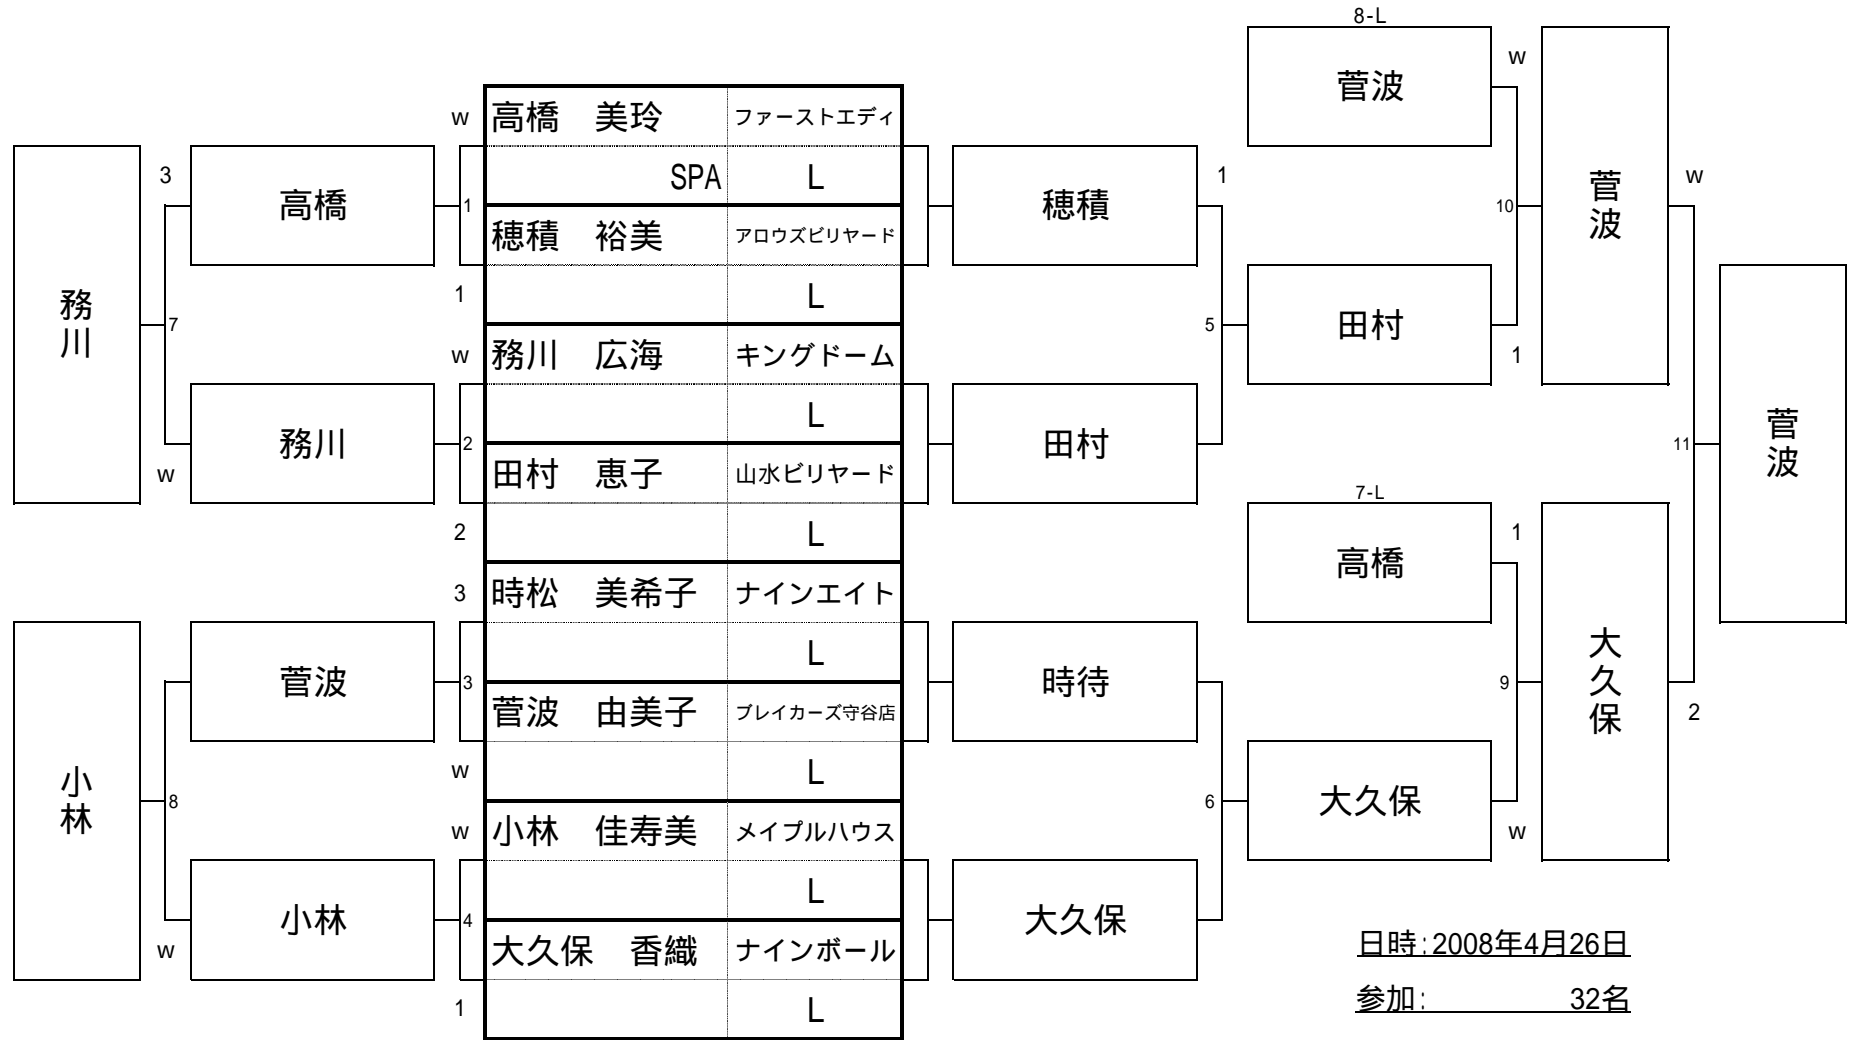 8-L
w
菅波
w 高橋 美玲 ファーストエディ
3
高橋
1
SPA L
穂積
1
10
菅波
w
穂積 裕美 アロウズビリヤード
1 L
務川
7
5
田村
1
w 務川 広海 キングドーム
L
務川
w
2
田村
11
菅波
田村 恵子 山水ビリヤード
7-L
2 L
高橋
1
3 時松 美希子 ナインエイト
L
菅波
3
時待
9
大久保
2
菅波 由美子 ブレイカーズ守谷店
w L
小林
8
6
大久保
w
w 小林 佳寿美 メイプルハウス
L
小林
w
4
大久保
大久保 香織 ナインボール
日時:2008年4月26日
1 L
参加: 32名